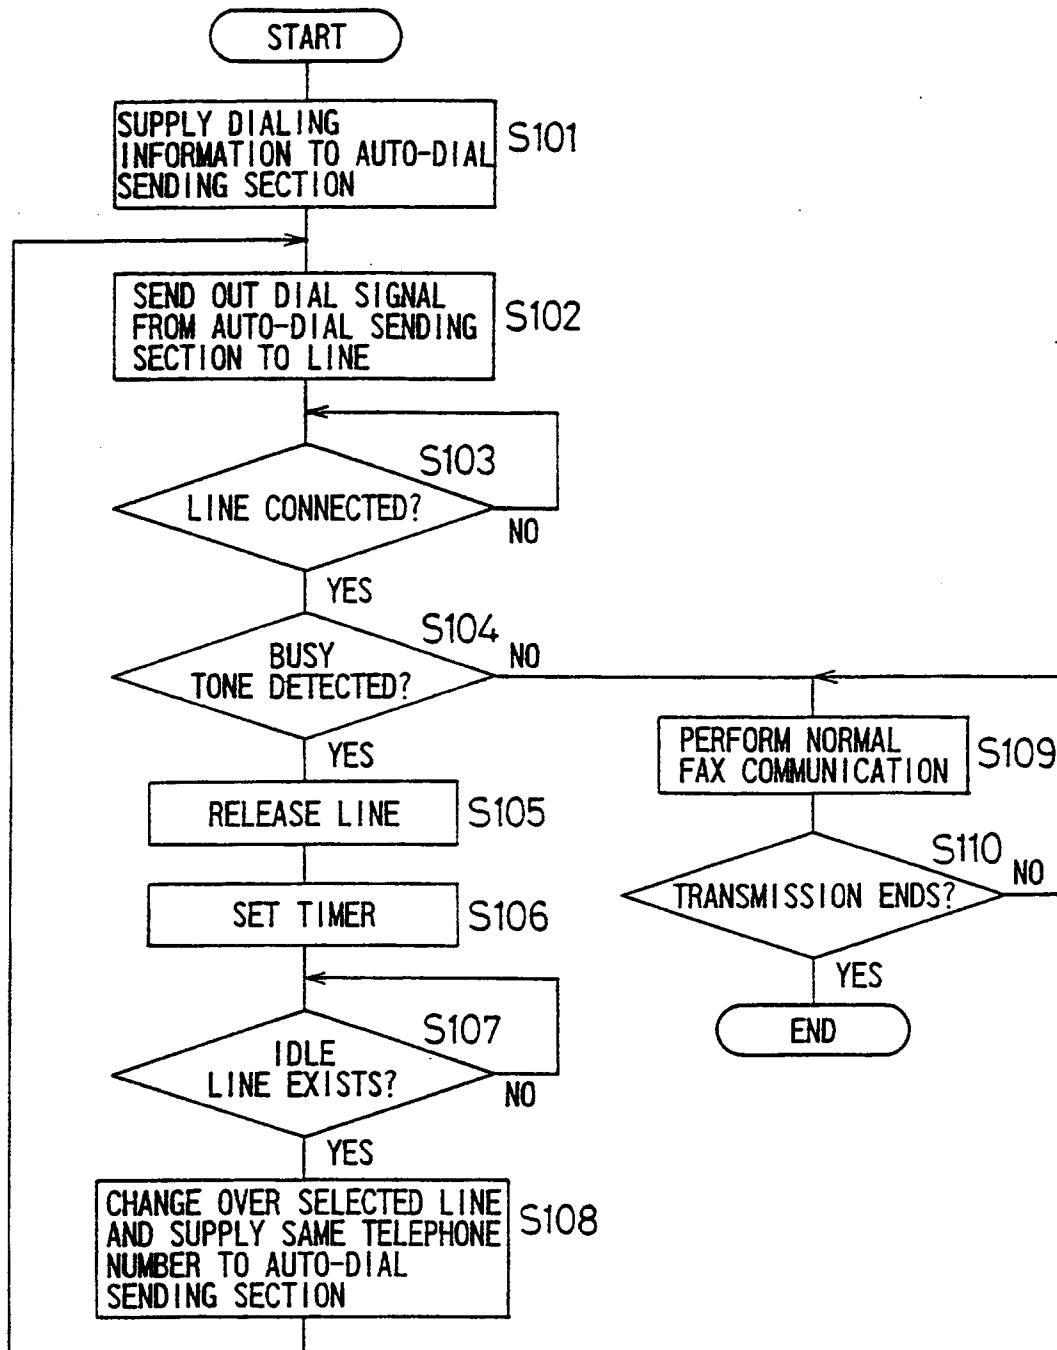 START
SUPPLY DIALING
INFORMATION TO AUTO-DIAL
SENDING SECTION
S101
SEND OUT DIAL SIGNAL
FROM AUTO-DIAL SENDING
SECTION TO LINE
S102
S103
LINE CONNECTED?
NO
YES
S104
BUSY
TONE DETECTED?
NO
YES
RELEASE LINE
S105
SET TIMER
S106
S107
IDLE
LINE EXISTS?
NO
YES
CHANGE OVER SELECTED LINE
AND SUPPLY SAME TELEPHONE
NUMBER TO AUTO-DIAL
SENDING SECTION
S108
PERFORM NORMAL
FAX COMMUNICATION
S109
S110
TRANSMISSION ENDS?
NO
YES
END